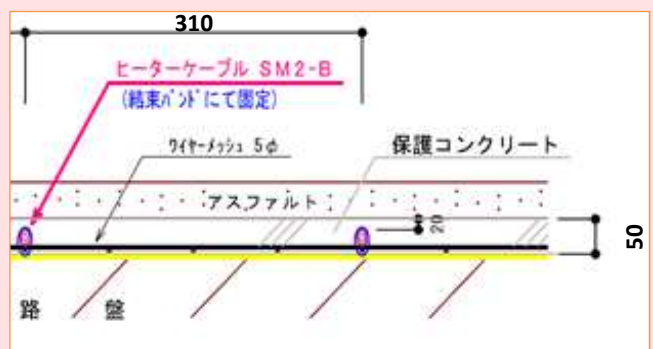 310
ヒーターケーブル SM2-B
(結束バンドにて固定)
ワイヤーメッシュ 5φ
保護コンクリート
アスファルト
20
50
路 盤